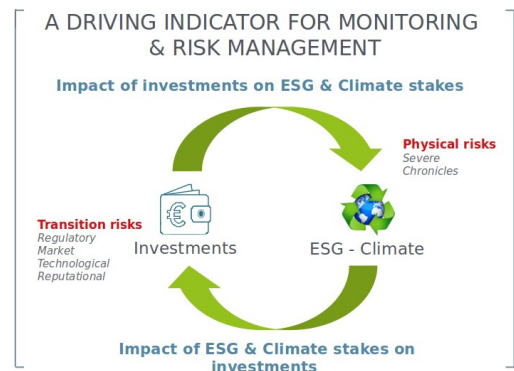 A DRIVING INDICATOR FOR MONITORING
& RISK MANAGEMENT
Impact of investments on ESG & Climate stakes
Physical risks
Severe
Chronicles
Transition risks
Regulatory
Market
Technological
Reputational
€
Investments
ESG - Climate
Impact of ESG & Climate stakes on
investments